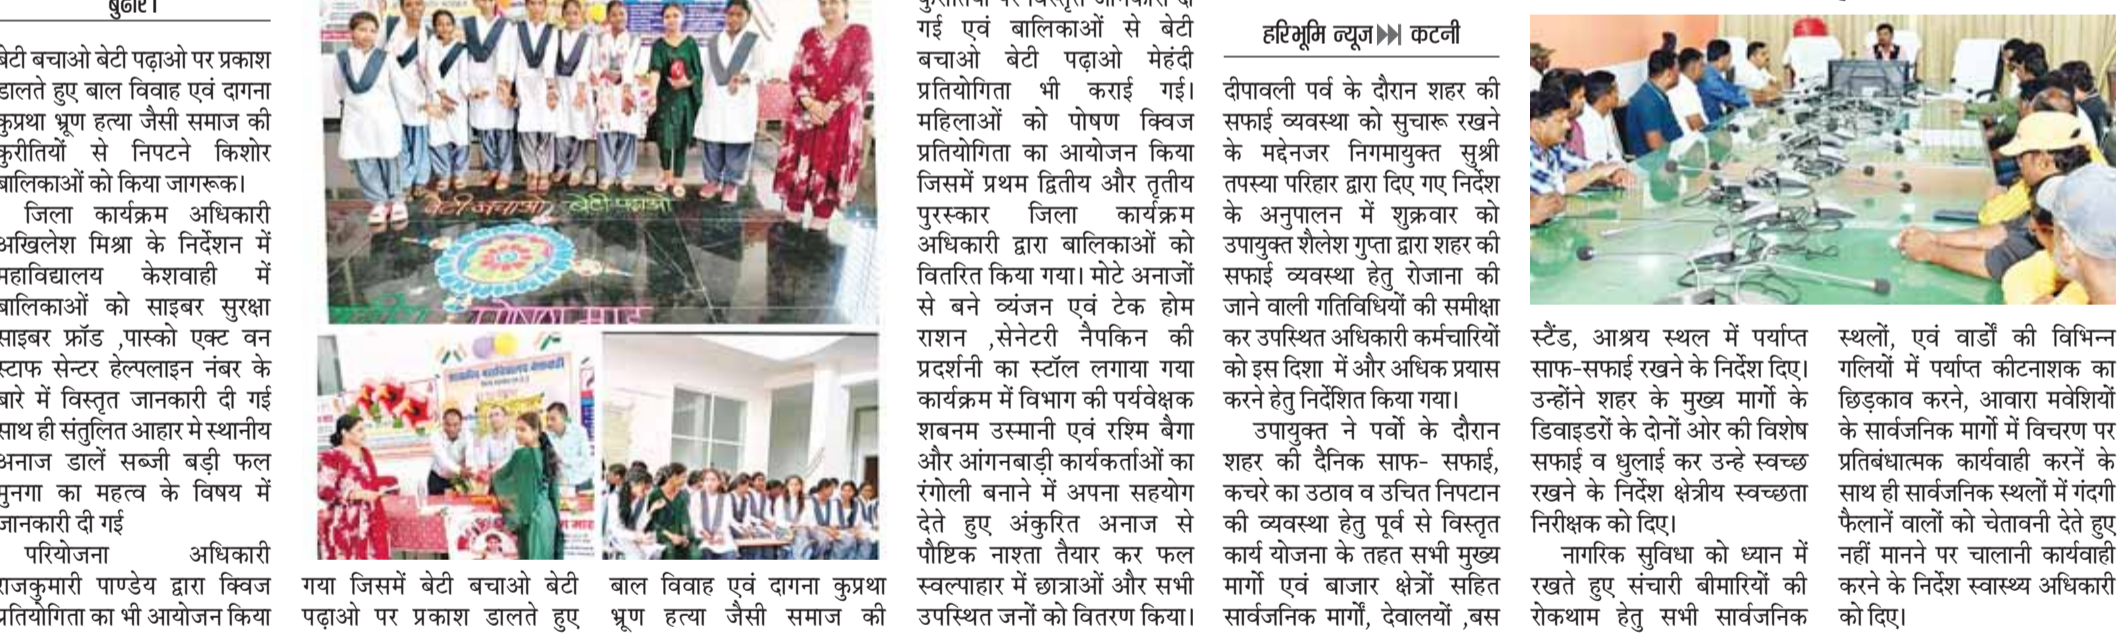 बुढार।
बेटी बचाओ बेटी पढ़ाओ पर प्रकाश
डालते हुए बाल विवाह एवं दागना
कुप्रथा भ्रूण हत्या जैसी समाज की
कुरीतियों से निपटने किशोर
बालिकाओं को किया जागरूक।
जिला कार्यक्रम अधिकारी
अखिलेश मिश्रा के निर्देशन में
महाविद्यालय केशवाही में
बालिकाओं को साइबर सुरक्षा
साइबर फ्रॉड ,पास्को एक्ट वन
स्टाफ सेन्टर हेल्पलाइन नंबर के
बारे में विस्तृत जानकारी दी गई
साथ ही संतुलित आहार मे स्थानीय
अनाज डालें सब्जी बड़ी फल
मुनगा का महत्व के विषय में
जानकारी दी गई
परियोजना अधिकारी
राजकुमारी पाण्डेय द्वारा क्विज
प्रतियोगिता का भी आयोजन किया
बेटी बचाओ, बेटी पढ़ाओ
गया जिसमें बेटी बचाओ बेटी
पढ़ाओ पर प्रकाश डालते हुए
बाल विवाह एवं दागना कुप्रथा
भ्रूण हत्या जैसी समाज की
कुरीतियों पर विस्तृत जानकारी दी
गई एवं बालिकाओं से बेटी
बचाओ बेटी पढ़ाओ मेहंदी
प्रतियोगिता भी कराई गई।
महिलाओं को पोषण क्विज
प्रतियोगिता का आयोजन किया
जिसमें प्रथम द्वितीय और तृतीय
पुरस्कार जिला कार्यक्रम
अधिकारी द्वारा बालिकाओं को
वितरित किया गया। मोटे अनाजों
से बने व्यंजन एवं टेक होम
राशन ,सेनेटरी नैपकिन की
प्रदर्शनी का स्टॉल लगाया गया
कार्यक्रम में विभाग की पर्यवेक्षक
शबनम उस्मानी एवं रश्मि बैगा
और आंगनबाड़ी कार्यकर्ताओं का
रंगोली बनाने में अपना सहयोग
देते हुए अंकुरित अनाज से
पौष्टिक नाश्ता तैयार कर फल
स्वल्पाहार में छात्राओं और सभी
उपस्थित जनों को वितरण किया।
हरिभूमि न्यूज कटनी
दीपावली पर्व के दौरान शहर की
सफाई व्यवस्था को सुचारू रखने
के मद्देनजर निगमायुक्त सुश्री
तपस्या परिहार द्वारा दिए गए निर्देश
के अनुपालन में शुक्रवार को
उपायुक्त शैलेश गुप्ता द्वारा शहर की
सफाई व्यवस्था हेतु रोजाना की
जाने वाली गतिविधियों की समीक्षा
कर उपस्थित अधिकारी कर्मचारियों
को इस दिशा में और अधिक प्रयास
करने हेतु निर्देशित किया गया।
उपायुक्त ने पर्वो के दौरान
शहर की दैनिक साफ- सफाई,
कचरे का उठाव व उचित निपटान
की व्यवस्था हेतु पूर्व से विस्तृत
कार्य योजना के तहत सभी मुख्य
मार्गो एवं बाजार क्षेत्रों सहित
सार्वजनिक मार्गों, देवालयों ,बस
स्टैंड, आश्रय स्थल में पर्याप्त
साफ-सफाई रखने के निर्देश दिए।
उन्होंने शहर के मुख्य मार्गो के
डिवाइडरों के दोनों ओर की विशेष
सफाई व धुलाई कर उन्हे स्वच्छ
रखने के निर्देश क्षेत्रीय स्वच्छता
निरीक्षक को दिए।
नागरिक सुविधा को ध्यान में
रखते हुए संचारी बीमारियों की
रोकथाम हेतु सभी सार्वजनिक
स्थलों, एवं वार्डों की विभिन्न
गलियों में पर्याप्त कीटनाशक का
छिड़काव करने, आवारा मवेशियों
के सार्वजनिक मार्गो में विचरण पर
प्रतिबंधात्मक कार्यवाही करनें के
साथ ही सार्वजनिक स्थलों में गंदगी
फैलानें वालों को चेतावनी देते हुए
नहीं मानने पर चालानी कार्यवाही
करने के निर्देश स्वास्थ्य अधिकारी
को दिए।